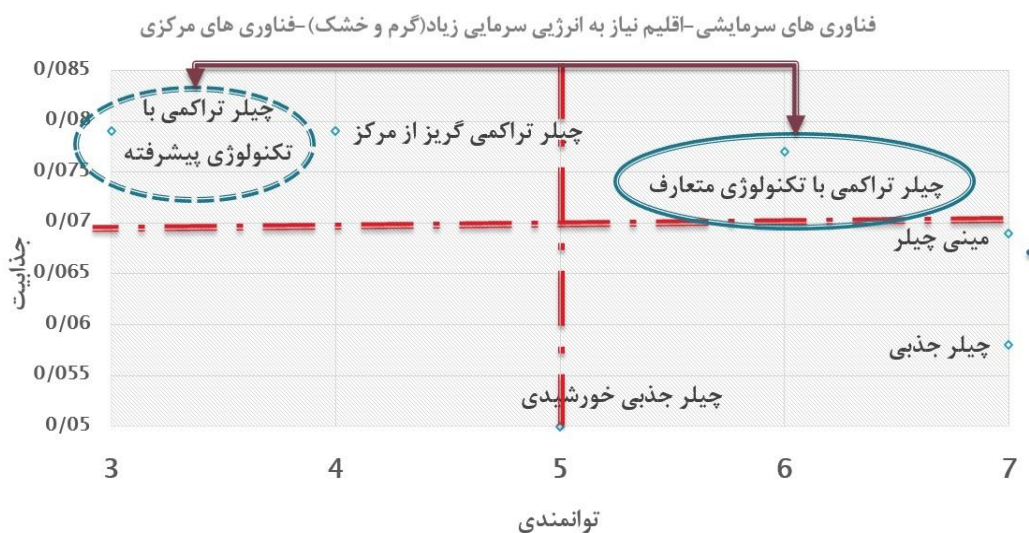 فناوری های سرمایشی-اقلیم نیاز به انرژیی سرمایی زیاد(گرم و خشک)-فناوری های مرکزی
0/085
0/08
0/075
0/07
0/065
0/06
0/055
0/05
جذابیت
چیلر تراکمی با
تکنولوژی پیشرفته
چیلر تراکمی گریز از مرکز
چیلر تراکمی با تکنولوژی متعارف
مینی چیلر
چیلر جذبی
چیلر جذبی خورشیدی
3 4 5 6 7
توانمندی